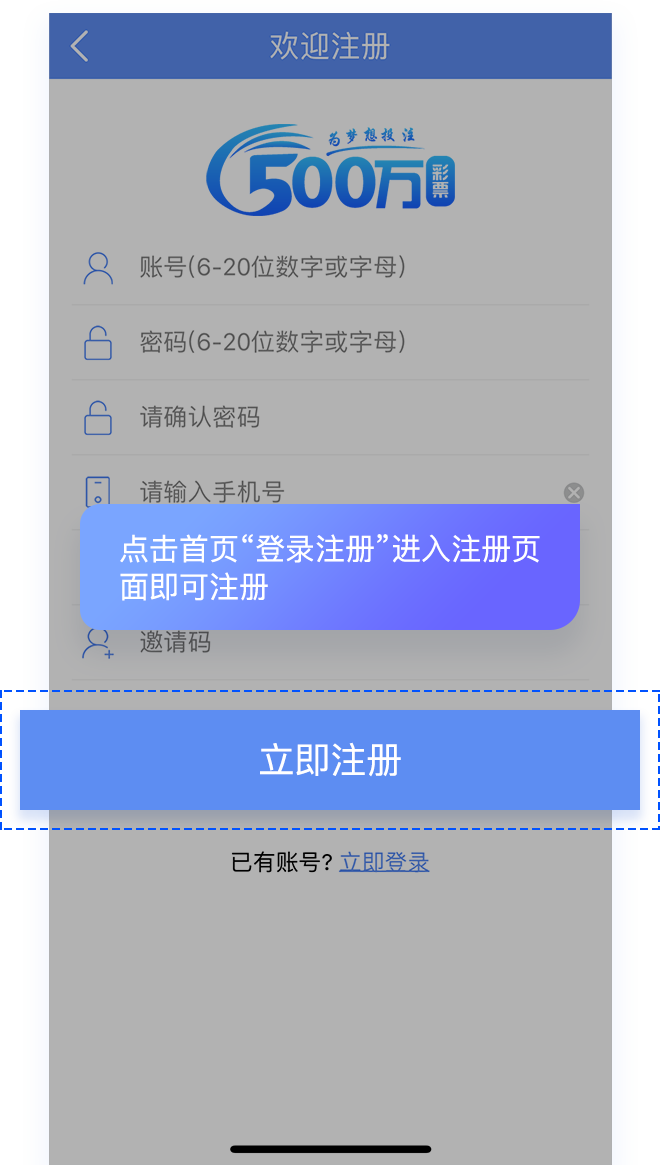 欢迎注册
为梦想投注
500万彩票
账号(6-20位数字或字母)
密码(6-20位数字或字母)
请确认密码
请输入手机号
点击首页“登录注册”进入注册页
面即可注册
邀请码
立即注册
已有账号? 立即登录